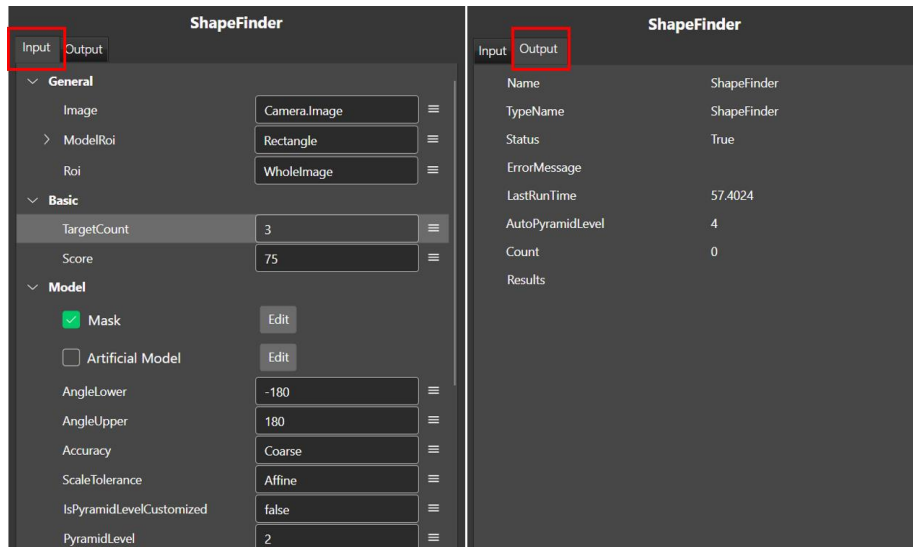 ShapeFinder
Input Output
General
Image Camera.Image
ModelRoi Rectangle
Roi WholeImage
Basic
TargetCount 3
Score 75
Model
Mask Edit
Artificial Model Edit
AngleLower -180
AngleUpper 180
Accuracy Coarse
ScaleTolerance Affine
IsPyramidLevelCustomized false
PyramidLevel 2
ShapeFinder
Input Output
Name ShapeFinder
TypeName ShapeFinder
Status True
ErrorMessage
LastRunTime 57.4024
AutoPyramidLevel 4
Count 0
Results